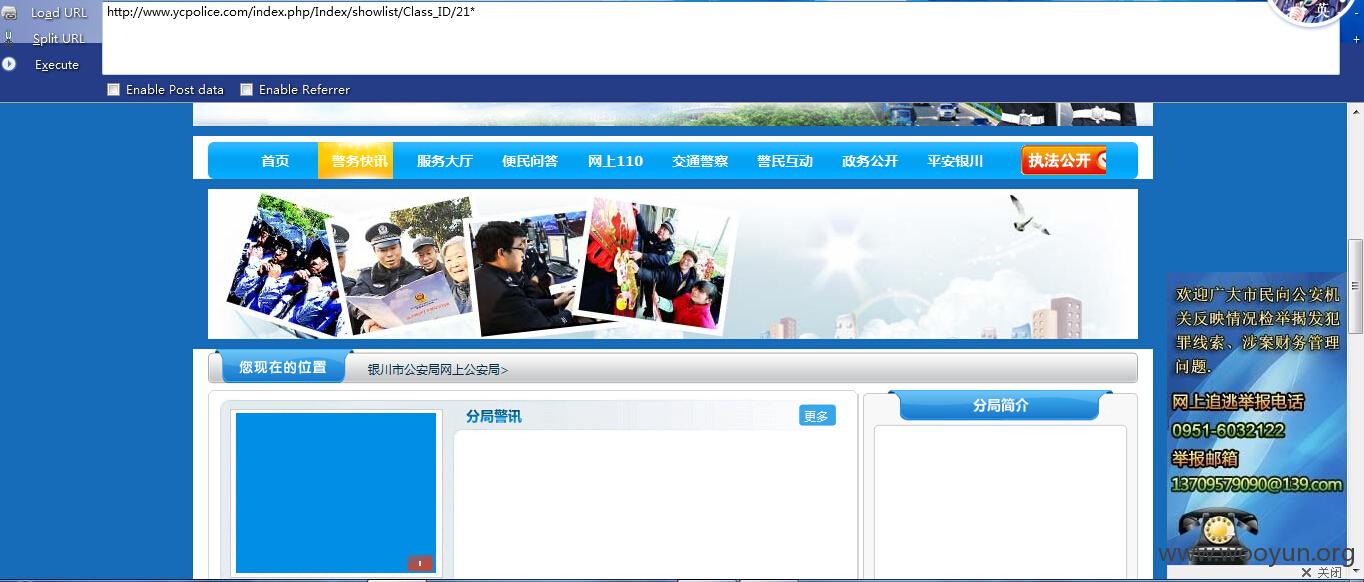 Load URL
http://www.ycpolice.com/index.php/Index/showlist/Class_ID/21*
英
Split URL
Execute
Enable Post data
Enable Referrer
首页 警务快讯 服务大厅 便民问答 网上110 交通警察 警民互动 政务公开 平安银川 执法公开
您现在的位置
银川市公安局网上公安局>
分局警讯
更多
分局简介
欢迎广大市民向公安机
关反映情况检举揭发犯
罪线索、涉案财务管理
问题.
网上追逃举报电话
0951-6032122
举报邮箱
13709579090@139.com
www.wooyun.org
关闭